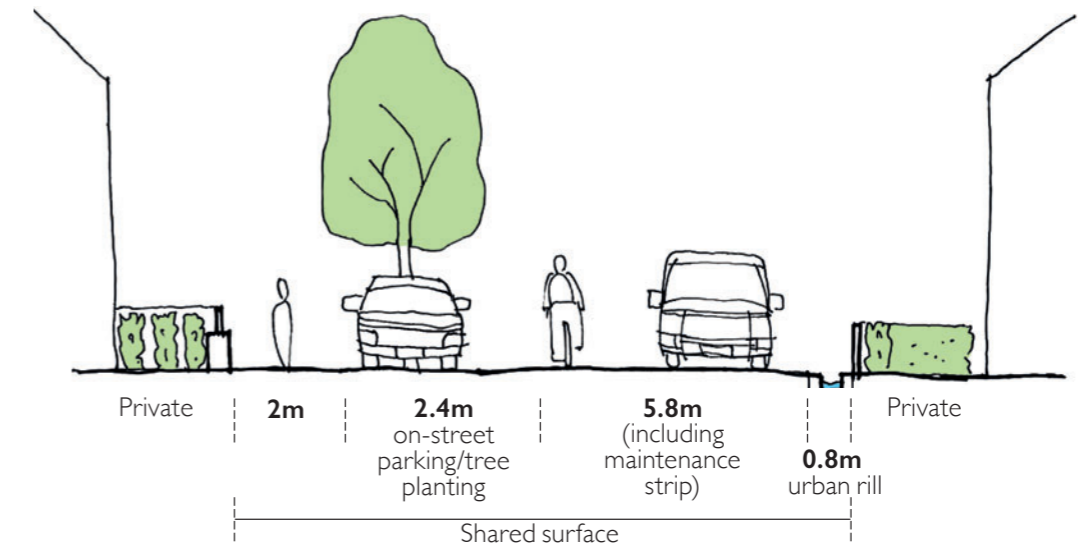 Private
2m
2.4m
on-street
parking/tree
planting
5.8m
(including
maintenance
strip)
0.8m
urban rill
Private
Shared surface